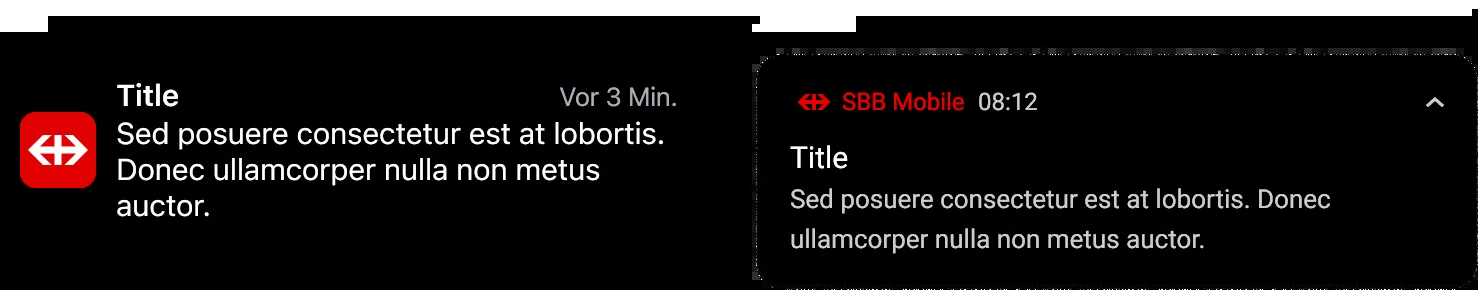 Title
Vor 3 Min.
Sed posuere consectetur est at lobortis.
Donec ullamcorper nulla non metus
auctor.
SBB Mobile 08:12
Title
Sed posuere consectetur est at lobortis. Donec
ullamcorper nulla non metus auctor.